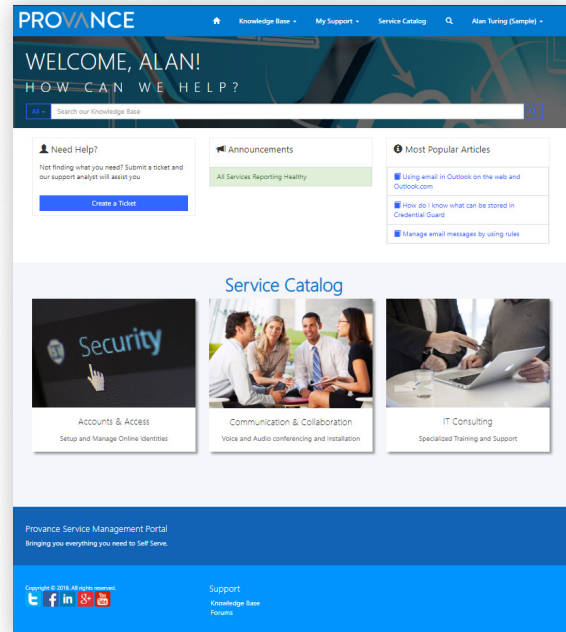 PROVANCE
Knowledge Base
My Support
Service Catalog
Alan Turing (Sample)
WELCOME, ALAN!
HOW CAN WE HELP?
All
Search our Knowledge Base
Need Help?
Not finding what you need? Submit a ticket and
our support analyst will assist you
Create a Ticket
Announcements
All Services Reporting Healthy
Most Popular Articles
Using email in Outlook on the web and
Outlook.com
How do I know what can be stored in
Credential Guard
Manage email messages by using rules
Service Catalog
Security
Accounts & Access
Setup and Manage Online Identities
Communication & Collaboration
Voice and Audio conferencing and Installation
IT Consulting
Specialized Training and Support
Provance Service Management Portal
Bringing you everything you need to Self Serve.
Copyright © 2018. All rights reserved.
Support
Knowledge Base
Forums